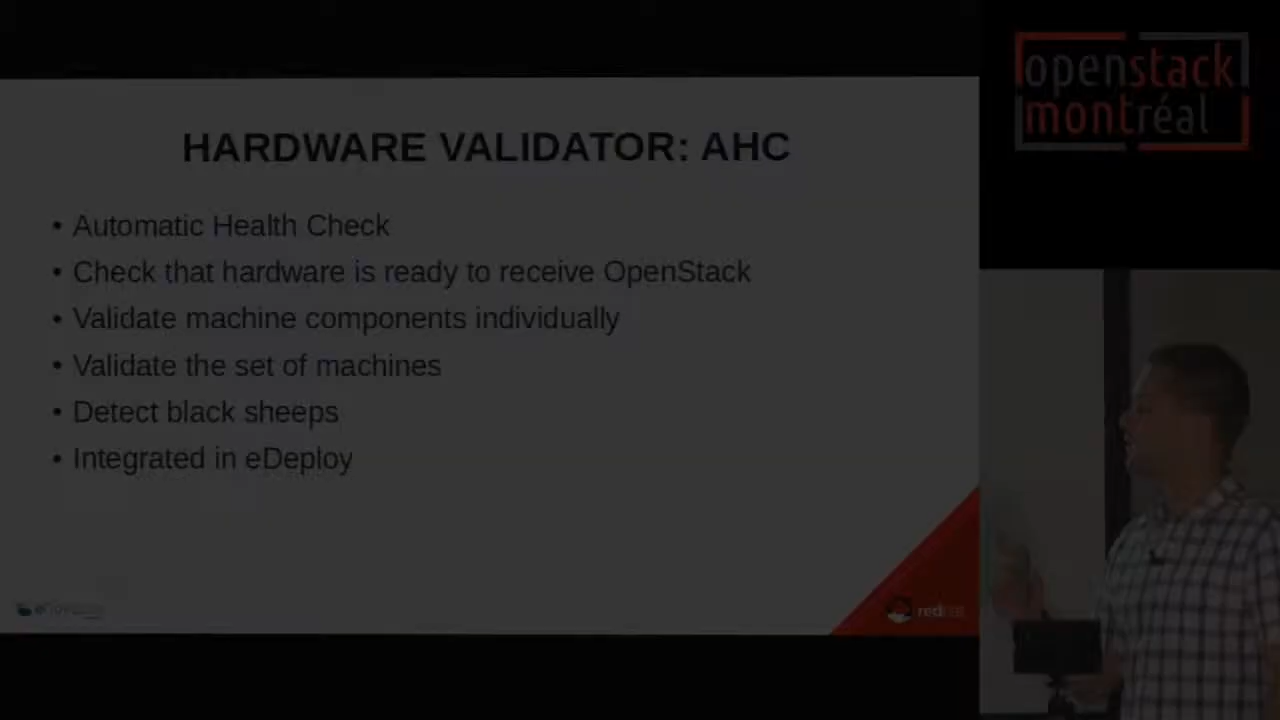 openstack
montréal
HARDWARE VALIDATOR: AHC
• Automatic Health Check
• Check that hardware is ready to receive OpenStack
• Validate machine components individually
• Validate the set of machines
• Detect black sheeps
• Integrated in eDeploy
redhat